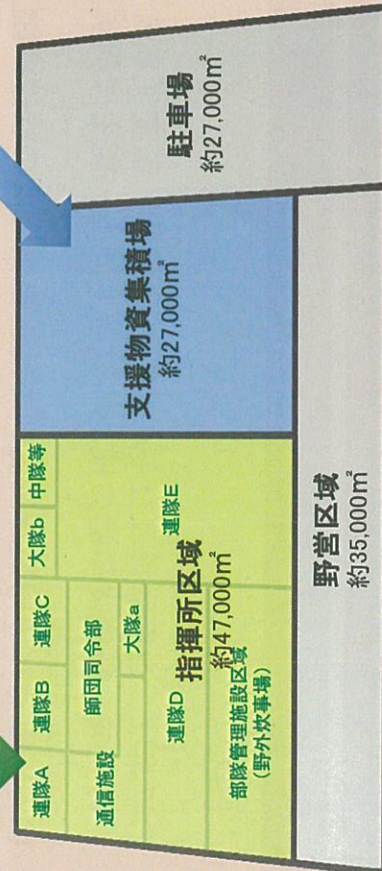 連隊A
連隊B
連隊C
大隊b
中隊等
通信施設
師団司令部
大隊a
連隊D
連隊E
指揮所区域
約47,000㎡
部隊管理施設区域
(野外炊事場)
支援物資集積場
約27,000㎡
駐車場
約27,000㎡
野営区域
約35,000㎡